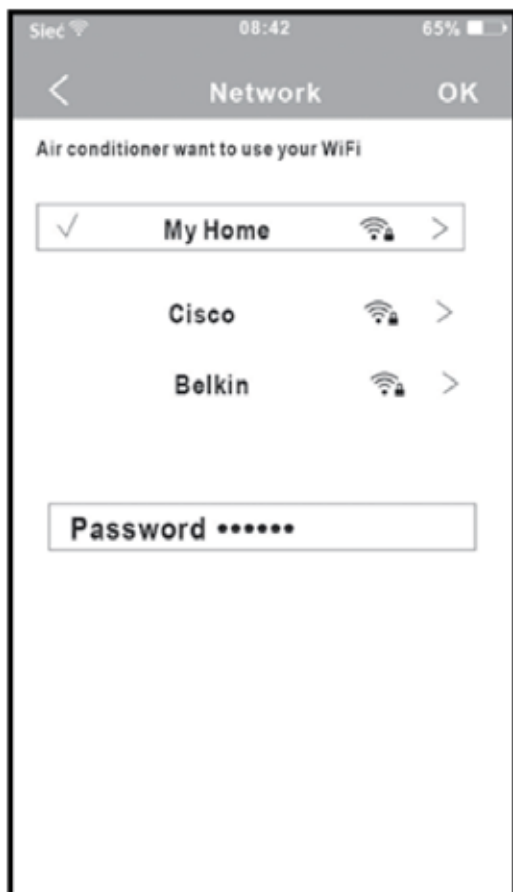 Sieć 08:42 65%
< Network OK
Air conditioner want to use your WiFi
✓ My Home >
Cisco >
Belkin >
Password ••••••